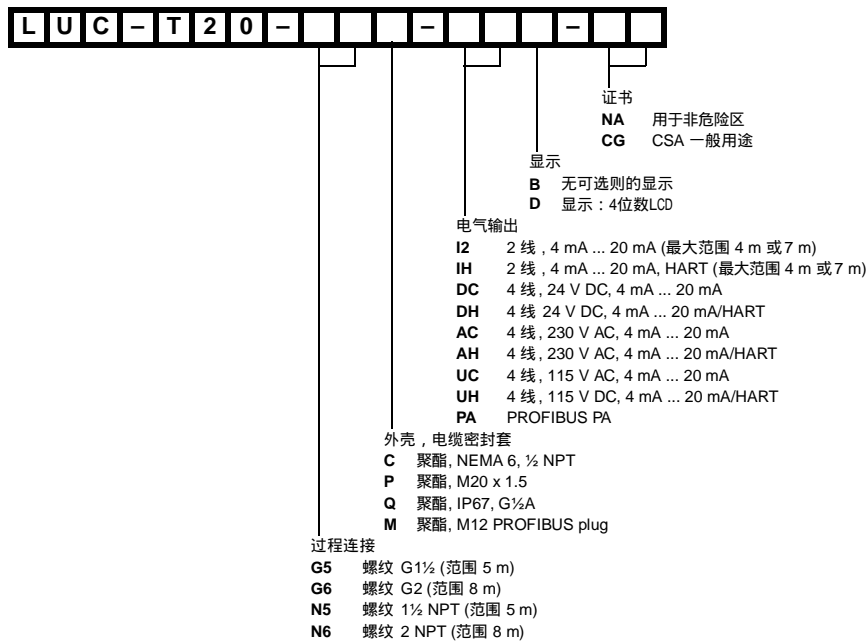 LUC-T20-
证书
NA 用于非危险区
CG CSA 一般用途
显示
B 无可选则的显示
D 显示：4位数LCD
电气输出
I2 2 线 , 4 mA ... 20 mA (最大范围 4 m 或7 m)
IH 2 线 , 4 mA ... 20 mA, HART (最大范围 4 m 或7 m)
DC 4 线 , 24 V DC, 4 mA ... 20 mA
DH 4 线 24 V DC, 4 mA ... 20 mA/HART
AC 4 线 , 230 V AC, 4 mA ... 20 mA
AH 4 线 , 230 V AC, 4 mA ... 20 mA/HART
UC 4 线 , 115 V AC, 4 mA ... 20 mA
UH 4 线 , 115 V DC, 4 mA ... 20 mA/HART
PA PROFIBUS PA
外壳 , 电缆密封套
C 聚酯, NEMA 6, ½ NPT
P 聚酯, M20 x 1.5
Q 聚酯, IP67, G½A
M 聚酯, M12 PROFIBUS plug
过程连接
G5 螺纹 G1½ (范围 5 m)
G6 螺纹 G2 (范围 8 m)
N5 螺纹 1½ NPT (范围 5 m)
N6 螺纹 2 NPT (范围 8 m)